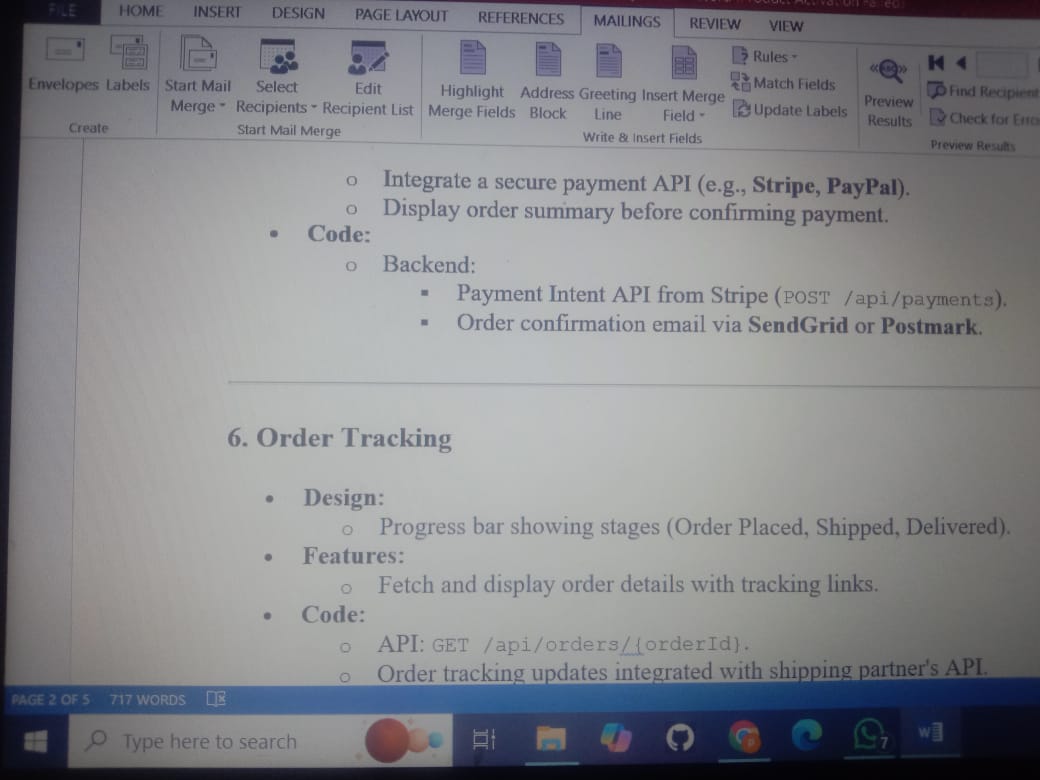 FILE HOME INSERT DESIGN PAGE LAYOUT REFERENCES MAILINGS REVIEW VIEW
Envelopes Labels
Create
Start Mail Merge
Select Recipients
Edit Recipient List
Start Mail Merge
Highlight Merge Fields
Address Block
Greeting Line
Insert Merge Field
Rules
Match Fields
Update Labels
Write & Insert Fields
«ABC»
Preview Results
Find Recipient
Check for Erro
Preview Results
o Integrate a secure payment API (e.g., Stripe, PayPal).
o Display order summary before confirming payment.
• Code:
o Backend:
▪ Payment Intent API from Stripe (POST /api/payments).
▪ Order confirmation email via SendGrid or Postmark.
6. Order Tracking
• Design:
o Progress bar showing stages (Order Placed, Shipped, Delivered).
• Features:
o Fetch and display order details with tracking links.
• Code:
o API: GET /api/orders/{orderId}.
o Order tracking updates integrated with shipping partner's API.
PAGE 2 OF 5 717 WORDS
Type here to search
7